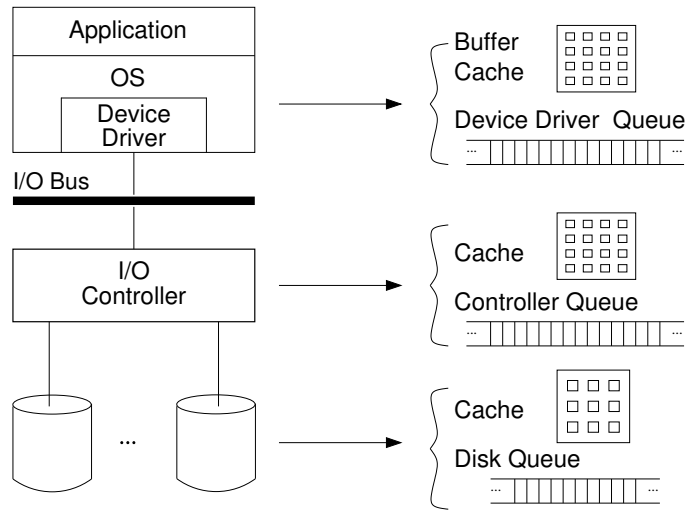 Application
OS
Device
Driver
I/O Bus
I/O
Controller
...
Buffer
Cache
Device Driver Queue
... ...
Cache
Controller Queue
... ...
Cache
Disk Queue
... ...